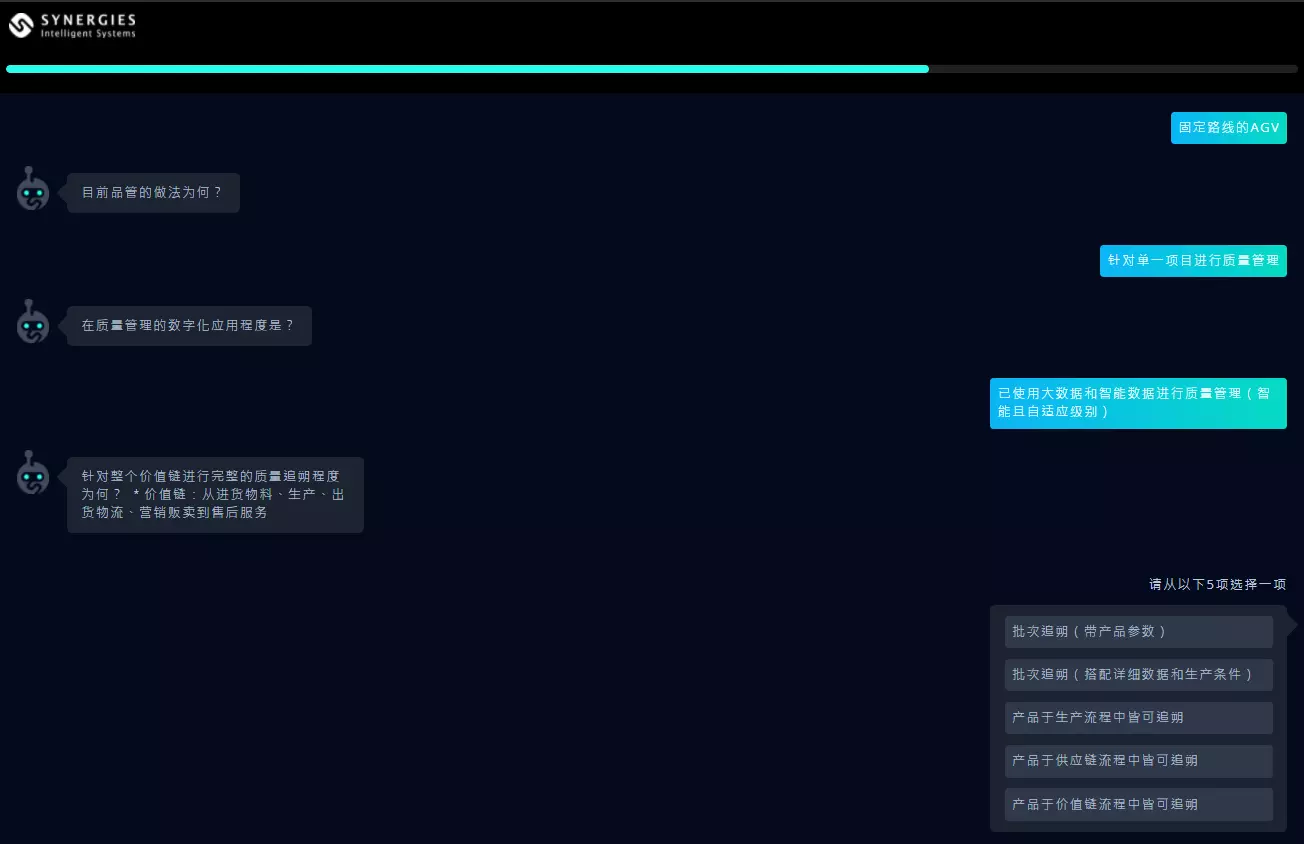 SYNERGIES
Intelligent Systems
固定路线的AGV
目前品管的做法为何？
针对单一项目进行质量管理
在质量管理的数字化应用程度是？
已使用大数据和智能数据进行质量管理（智
能且自适应级别）
针对整个价值链进行完整的质量追朔程度
为何？ *价值链：从进货物料、生产、出
货物流、营销贩卖到售后服务
请从以下5项选择一项
批次追朔（带产品参数）
批次追朔（搭配详细数据和生产条件）
产品于生产流程中皆可追朔
产品于供应链流程中皆可追朔
产品于价值链流程中皆可追朔